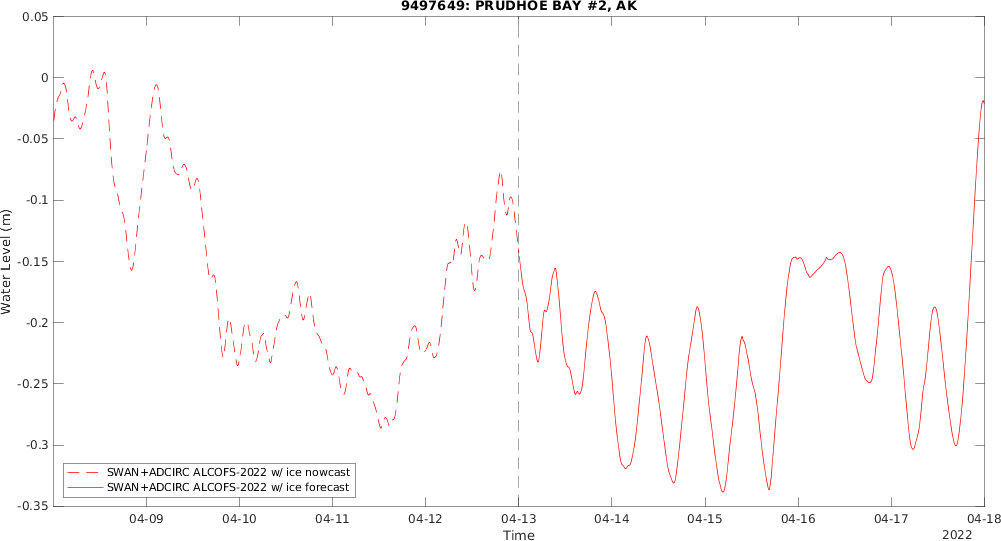 9497649: PRUDHOE BAY #2, AK
0.05
0
-0.05
-0.1
-0.15
-0.2
-0.25
-0.3
-0.35
Water Level (m)
SWAN+ADCIRC ALCOFS-2022 w/ ice nowcast
SWAN+ADCIRC ALCOFS-2022 w/ ice forecast
04-09 04-10 04-11 04-12 04-13 04-14 04-15 04-16 04-17 04-18
Time
2022